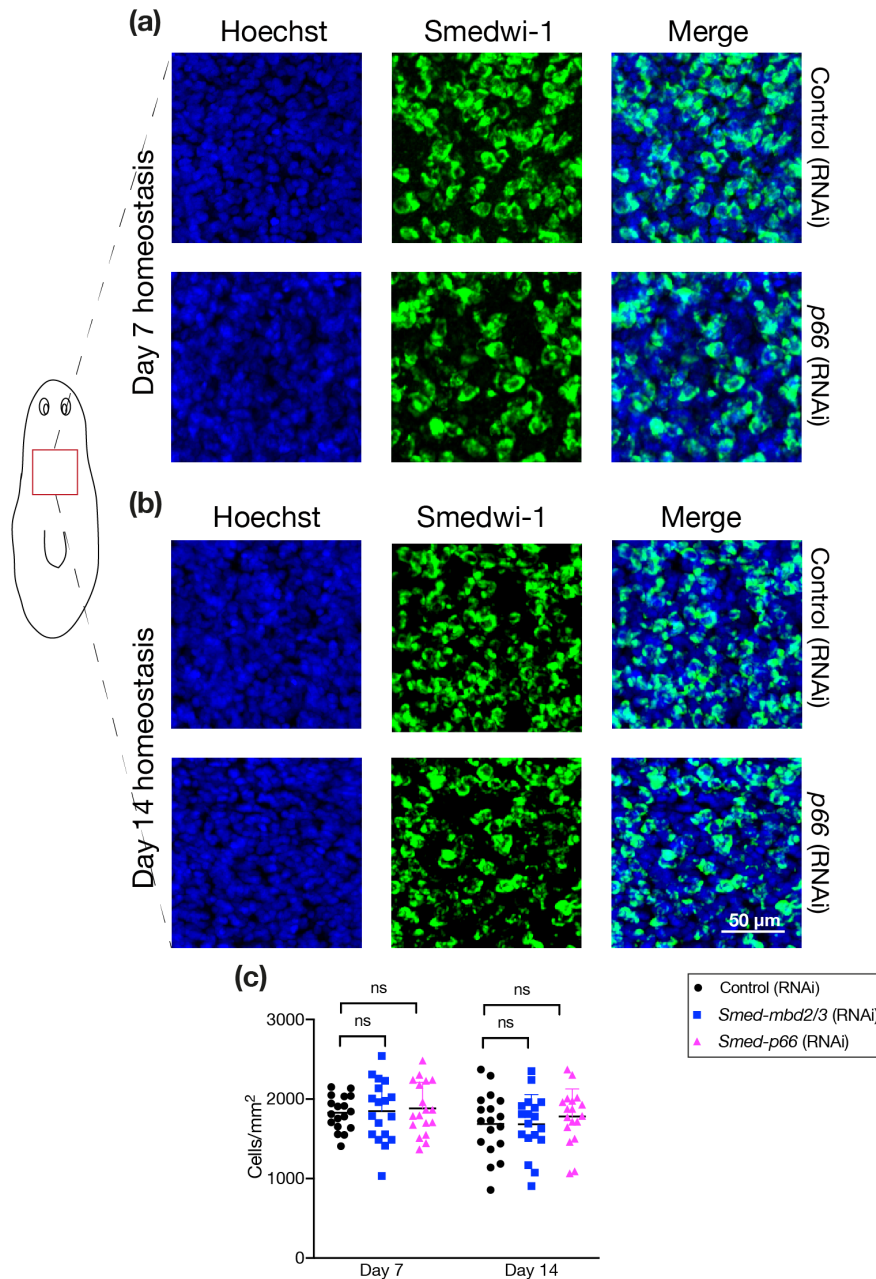 (a)
Hoechst Smedwi-1 Merge
Day 7 homeostasis
Control (RNAi)
p66 (RNAi)
(b)
Hoechst Smedwi-1 Merge
Day 14 homeostasis
Control (RNAi)
p66 (RNAi)
50 µm
(c)
ns ns
ns ns
3000
2000
1000
0
Cells/mm²
Day 7 Day 14
Control (RNAi)
Smed-mbd2/3 (RNAi)
Smed-p66 (RNAi)